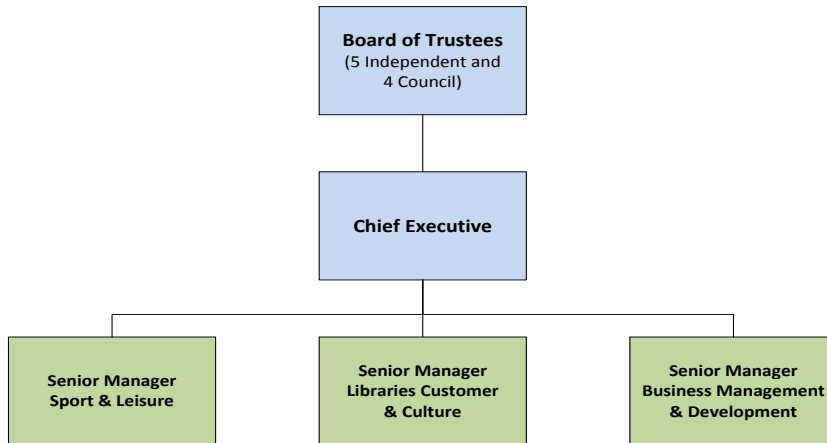 Board of Trustees
(5 Independent and
4 Council)
Chief Executive
Senior Manager
Sport & Leisure
Senior Manager
Libraries Customer
& Culture
Senior Manager
Business Management
& Development